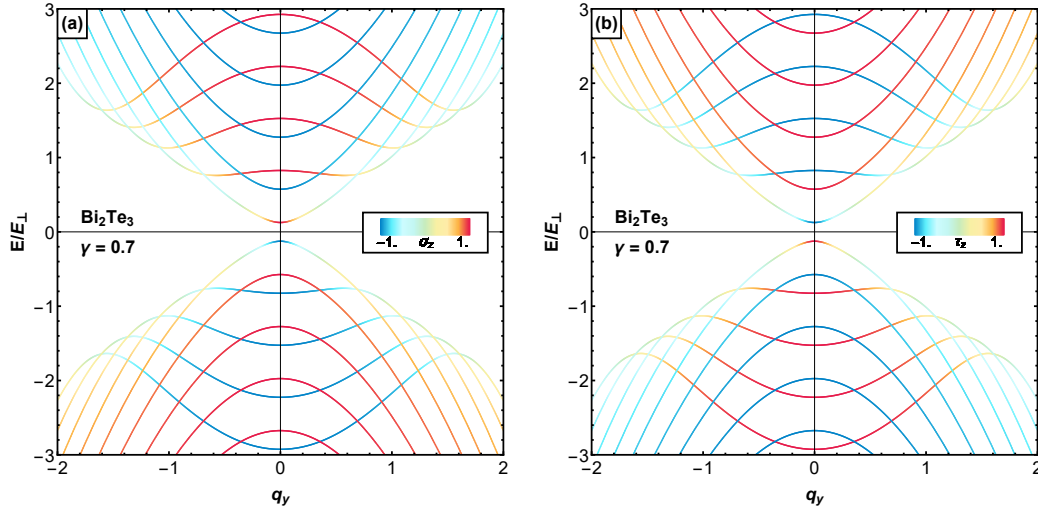 (a)
3
2
1
0
−1
−2
−3
E/E⊥
Bi₂Te₃
γ = 0.7
−1. σz 1.
−2 −1 0 1 2
qy
(b)
3
2
1
0
−1
−2
−3
E/E⊥
Bi₂Te₃
γ = 0.7
−1. τz 1.
−2 −1 0 1 2
qy